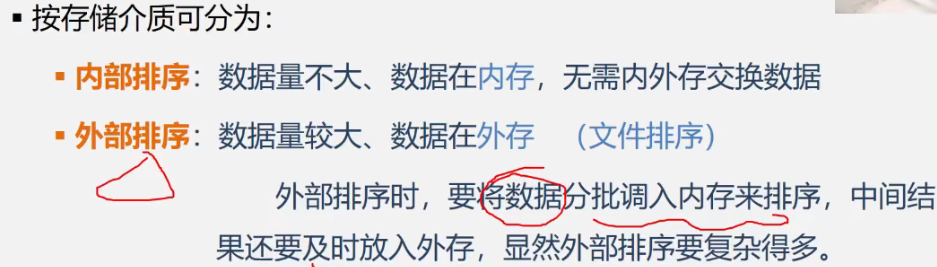 ▪ 按存储介质可分为：
▪ 内部排序：数据量不大、数据在内存，无需内外存交换数据
▪ 外部排序：数据量较大、数据在外存 （文件排序）
外部排序时，要将数据分批调入内存来排序，中间结
果还要及时放入外存，显然外部排序要复杂得多。